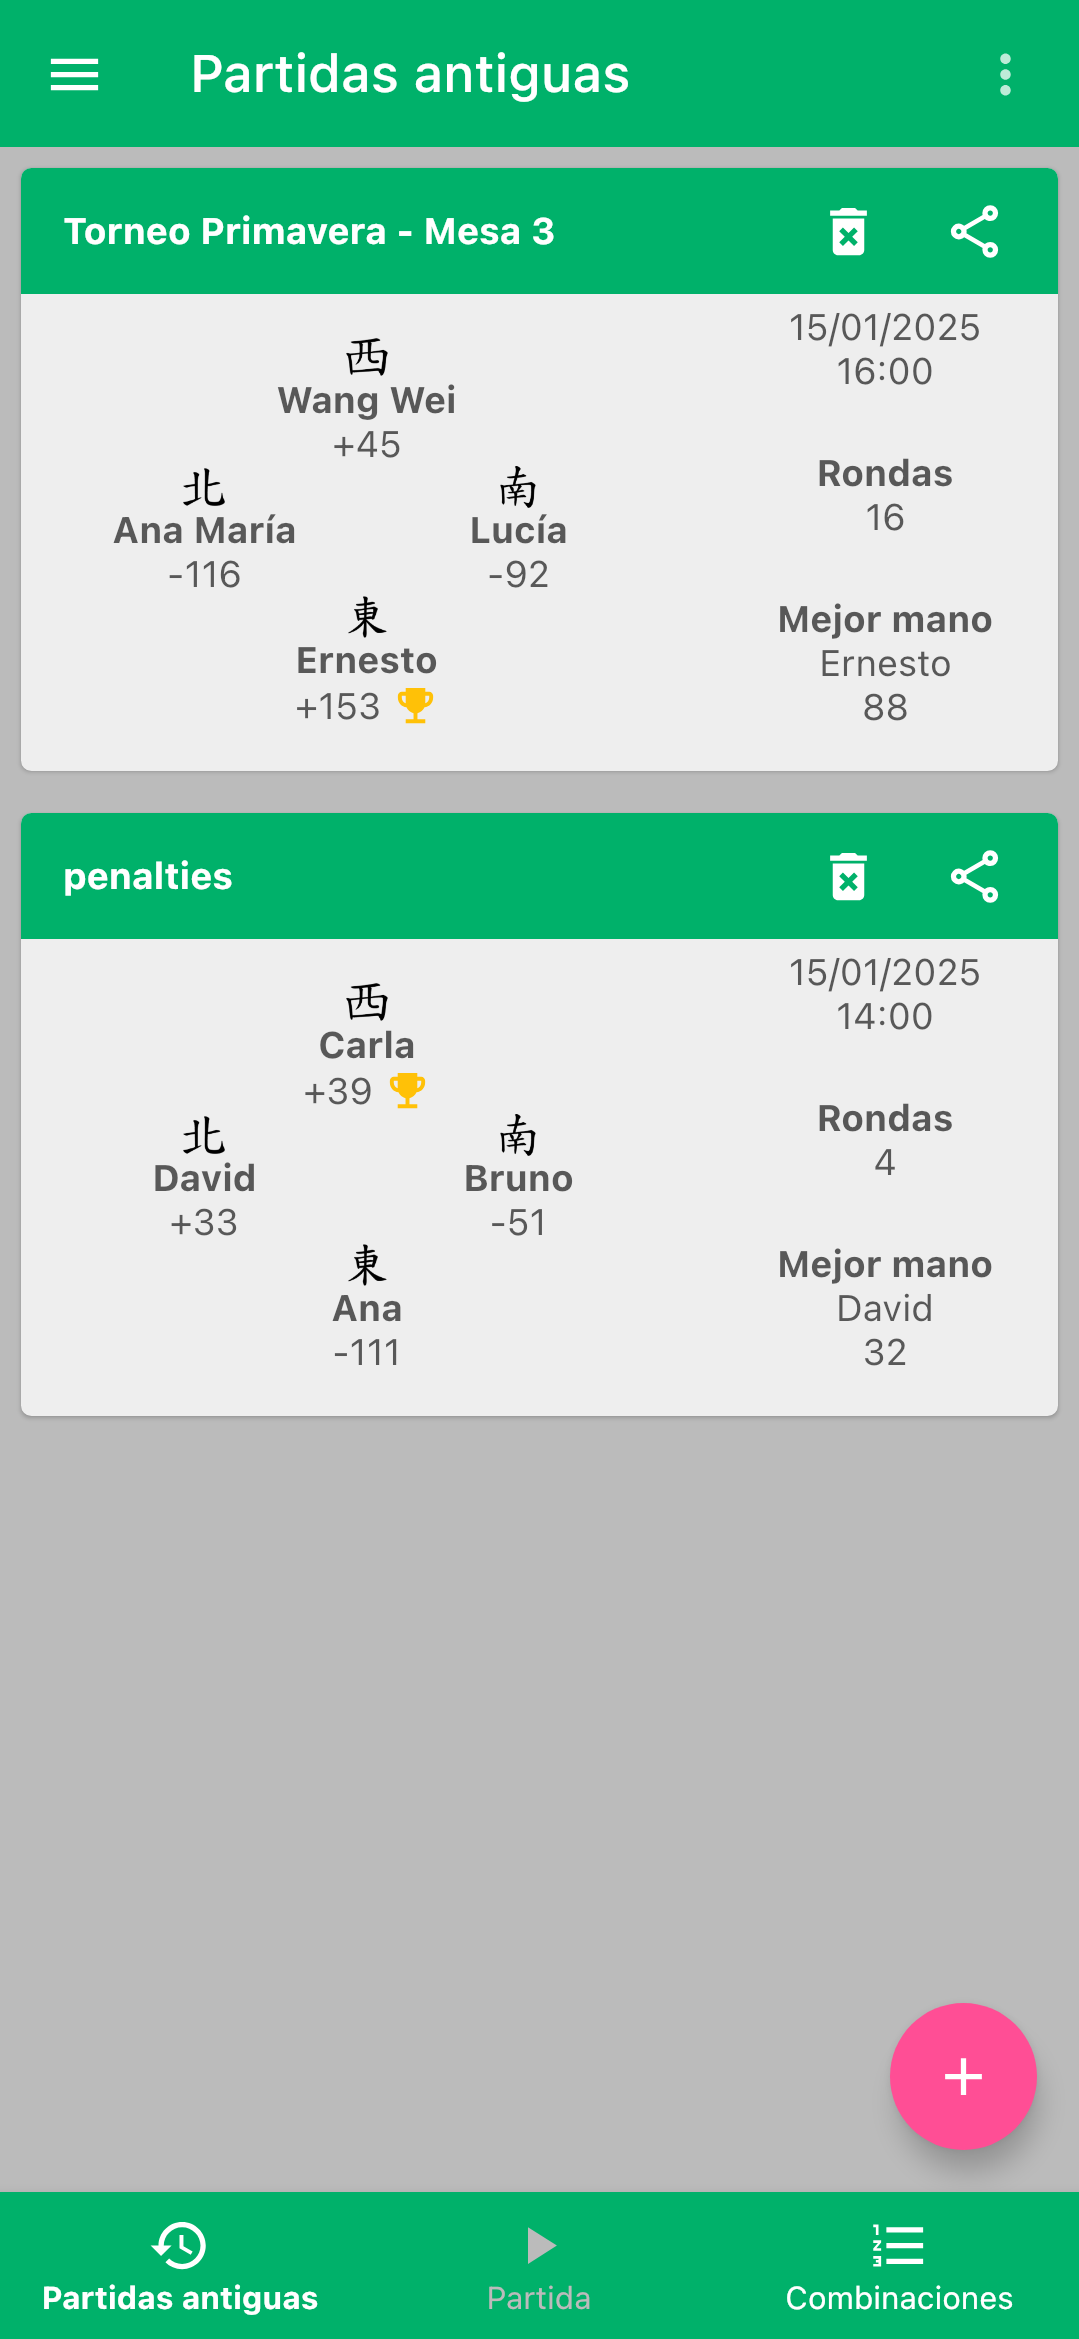 Partidas antiguas
Torneo Primavera - Mesa 3
西
Wang Wei
+45
北
Ana María
-116
南
Lucía
-92
東
Ernesto
+153
15/01/2025
16:00
Rondas
16
Mejor mano
Ernesto
88
penalties
西
Carla
+39
北
David
+33
南
Bruno
-51
東
Ana
-111
15/01/2025
14:00
Rondas
4
Mejor mano
David
32
Partidas antiguas
Partida
Combinaciones